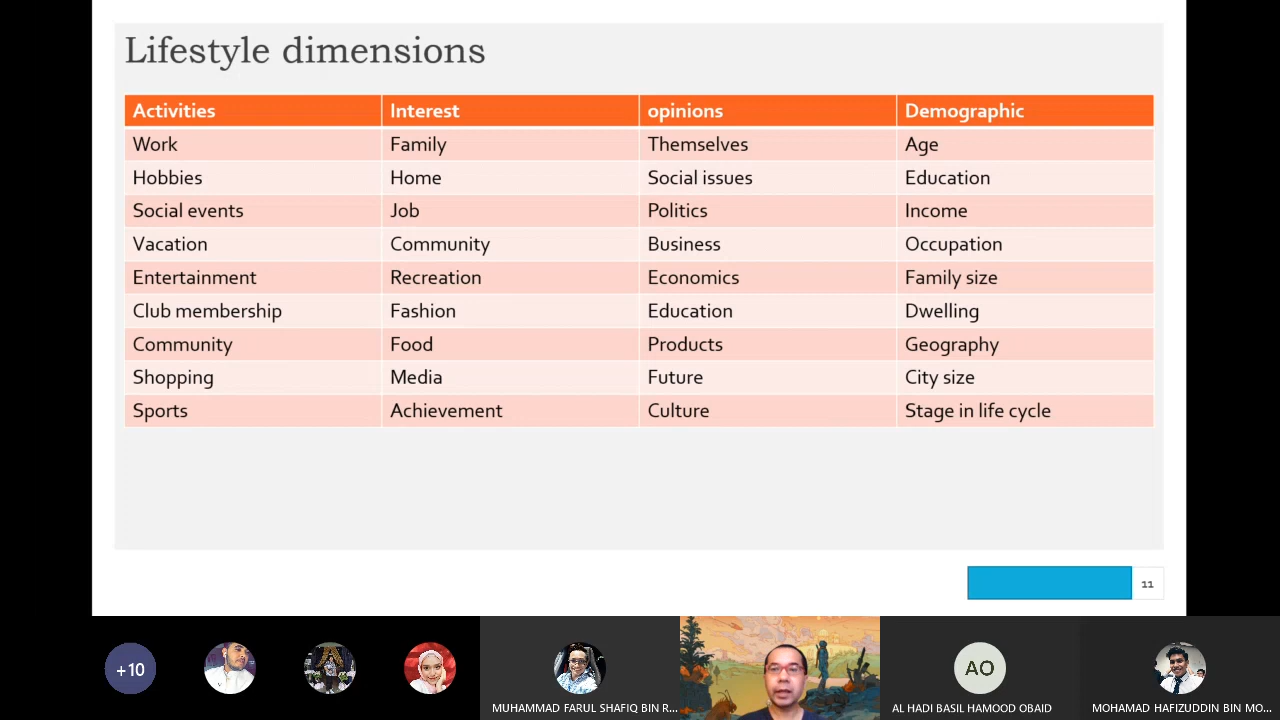 Lifestyle dimensions
Activities Interest opinions Demographic
Work Family Themselves Age
Hobbies Home Social issues Education
Social events Job Politics Income
Vacation Community Business Occupation
Entertainment Recreation Economics Family size
Club membership Fashion Education Dwelling
Community Food Products Geography
Shopping Media Future City size
Sports Achievement Culture Stage in life cycle
11
+10
AO
MUHAMMAD FARUL SHAFIQ BIN R... AL HADI BASIL HAMOOD OBAID MOHAMAD HAFIZUDDIN BIN MO...